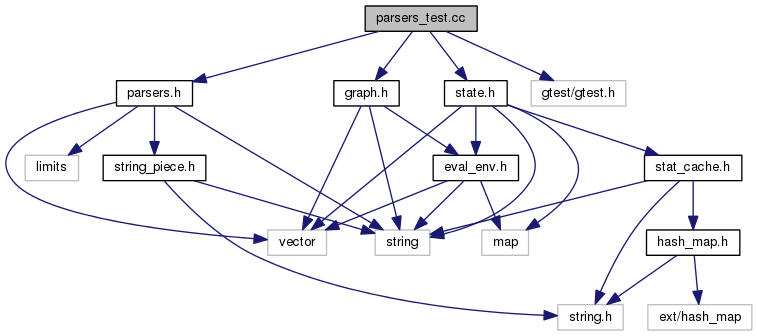 parsers_test.cc
parsers.h
graph.h
state.h
gtest/gtest.h
limits
string_piece.h
eval_env.h
stat_cache.h
vector
string
map
hash_map.h
string.h
ext/hash_map